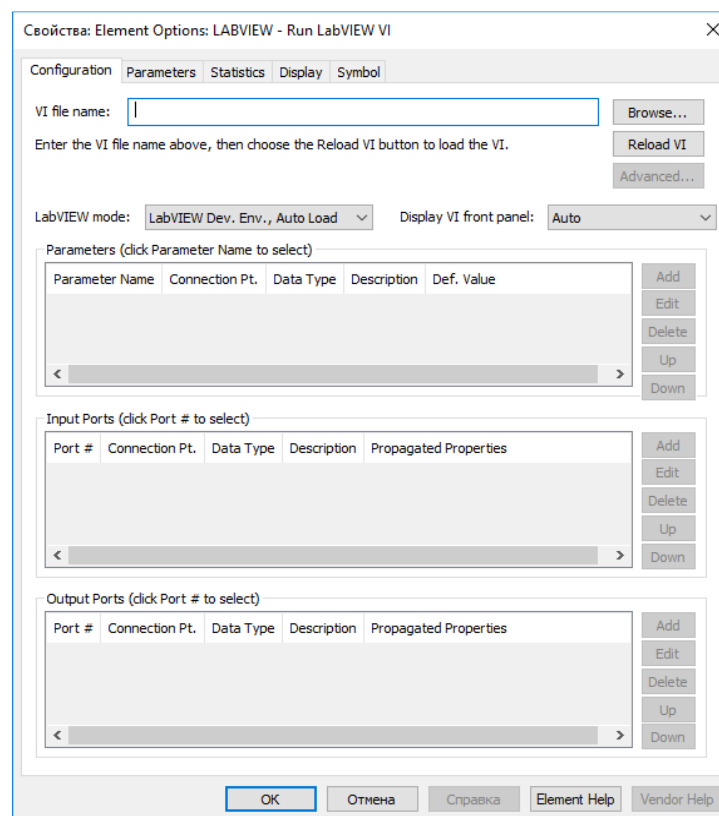 Свойства: Element Options: LABVIEW - Run LabVIEW VI
Configuration Parameters Statistics Display Symbol
VI file name: Browse...
Enter the VI file name above, then choose the Reload VI button to load the VI. Reload VI
Advanced...
LabVIEW mode: LabVIEW Dev. Env., Auto Load Display VI front panel: Auto
Parameters (click Parameter Name to select)
Parameter Name Connection Pt. Data Type Description Def. Value Add
Edit
Delete
Up
Down
Input Ports (click Port # to select)
Port # Connection Pt. Data Type Description Propagated Properties Add
Edit
Delete
Up
Down
Output Ports (click Port # to select)
Port # Connection Pt. Data Type Description Propagated Properties Add
Edit
Delete
Up
Down
OK Отмена Справка Element Help Vendor Help